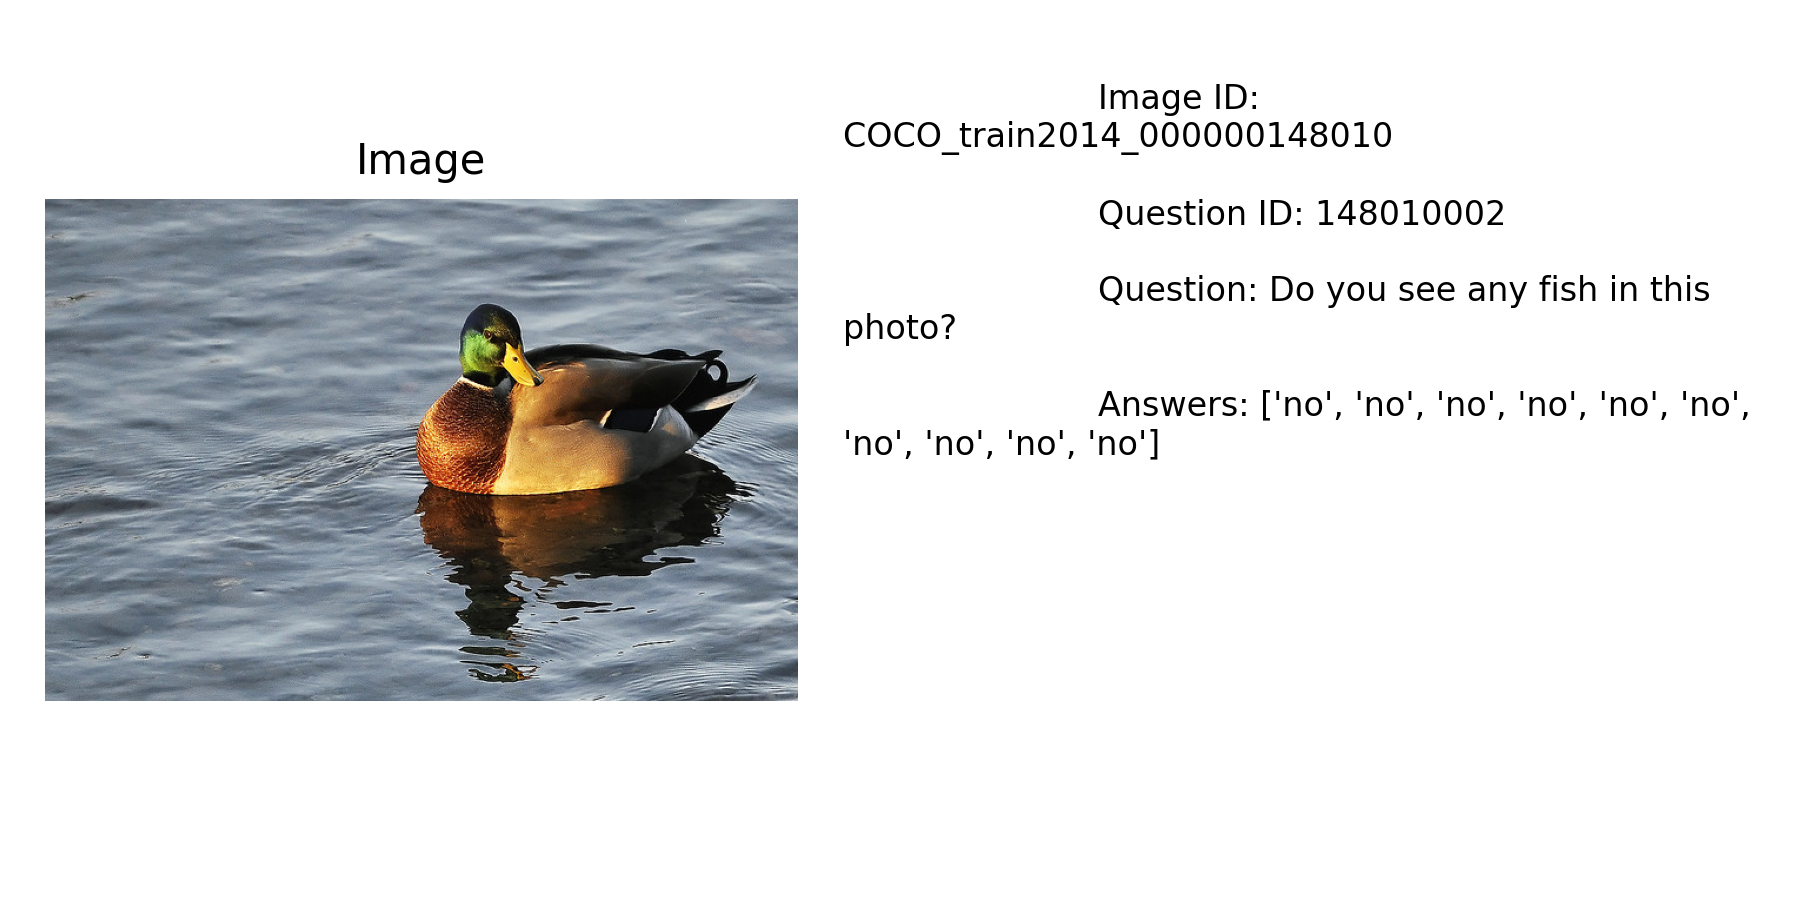 Image
Image ID:
COCO_train2014_000000148010
Question ID: 148010002
Question: Do you see any fish in this
photo?
Answers: ['no', 'no', 'no', 'no', 'no', 'no',
'no', 'no', 'no', 'no']